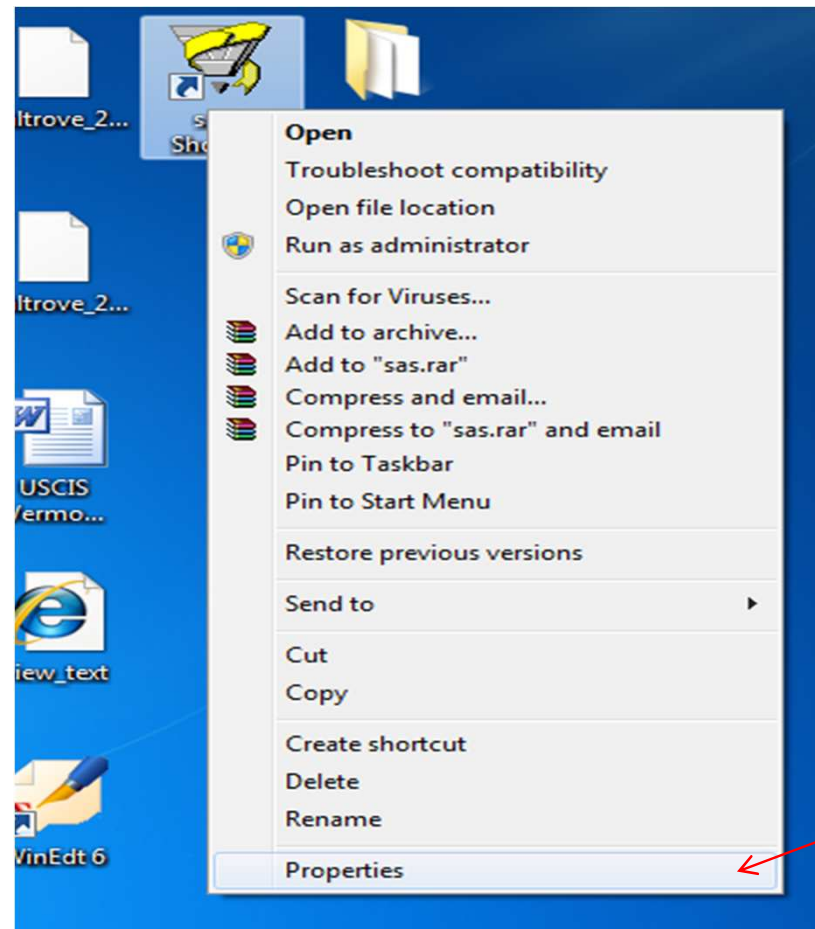 ltrove_2...
s
Sho
ltrove_2...
W
USCIS
Vermo...
iew_text
VinEdt 6
Open
Troubleshoot compatibility
Open file location
Run as administrator
Scan for Viruses...
Add to archive...
Add to "sas.rar"
Compress and email...
Compress to "sas.rar" and email
Pin to Taskbar
Pin to Start Menu
Restore previous versions
Send to
Cut
Copy
Create shortcut
Delete
Rename
Properties